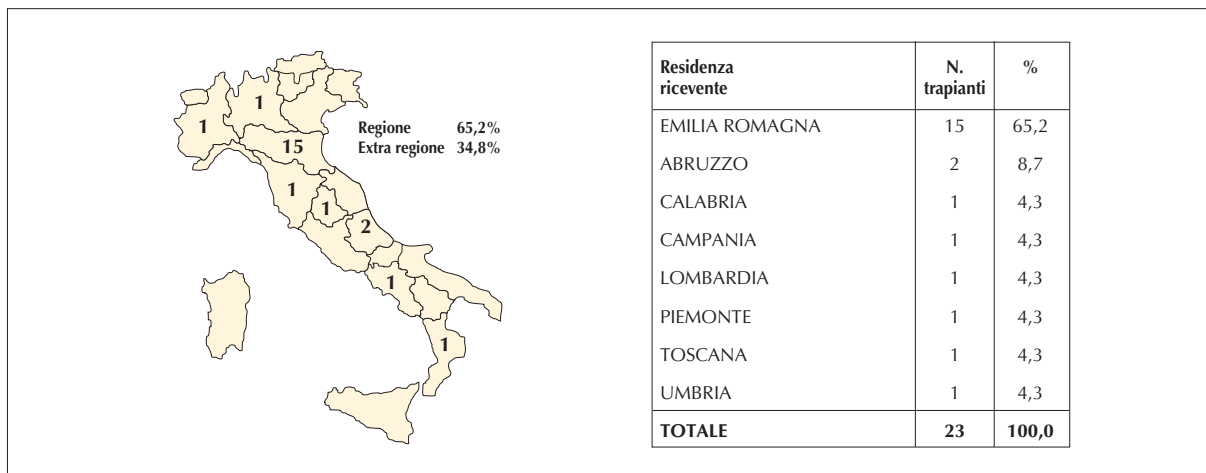 1
1
Regione 65,2%
Extra regione 34,8%
15
1
1
2
1
1
Residenza ricevente N. trapianti %
EMILIA ROMAGNA 15 65,2
ABRUZZO 2 8,7
CALABRIA 1 4,3
CAMPANIA 1 4,3
LOMBARDIA 1 4,3
PIEMONTE 1 4,3
TOSCANA 1 4,3
UMBRIA 1 4,3
TOTALE 23 100,0